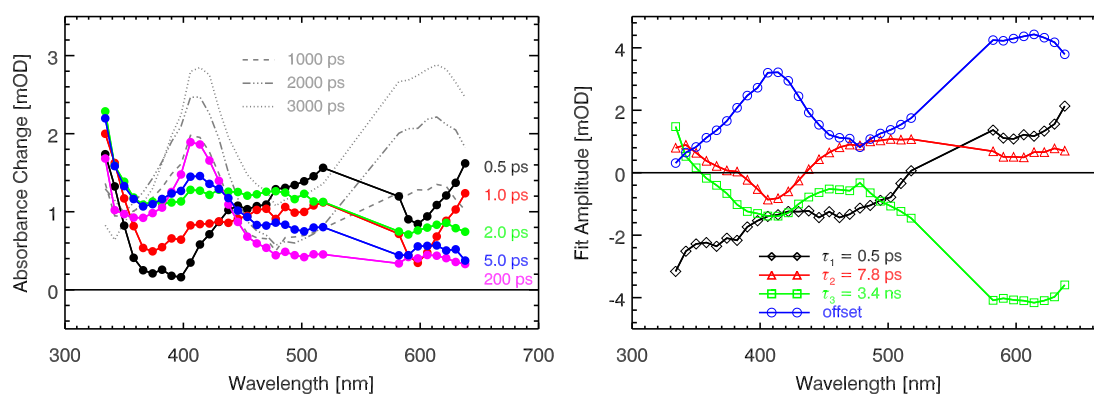 Absorbance Change [mOD]
3
2
1
0
1000 ps
2000 ps
3000 ps
0.5 ps
1.0 ps
2.0 ps
5.0 ps
200 ps
300
400
500
600
700
Wavelength [nm]
Fit Amplitude [mOD]
4
2
0
-2
-4
τ1 = 0.5 ps
τ2 = 7.8 ps
τ3 = 3.4 ns
offset
300
400
500
600
Wavelength [nm]